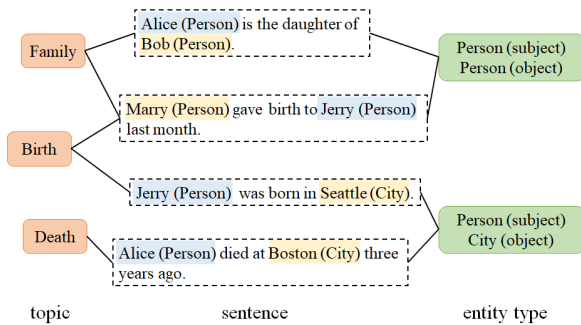 Family
Birth
Death
topic
Alice (Person) is the daughter of
Bob (Person).
Marry (Person) gave birth to Jerry (Person)
last month.
Jerry (Person) was born in Seattle (City).
Alice (Person) died at Boston (City) three
years ago.
sentence
Person (subject)
Person (object)
Person (subject)
City (object)
entity type